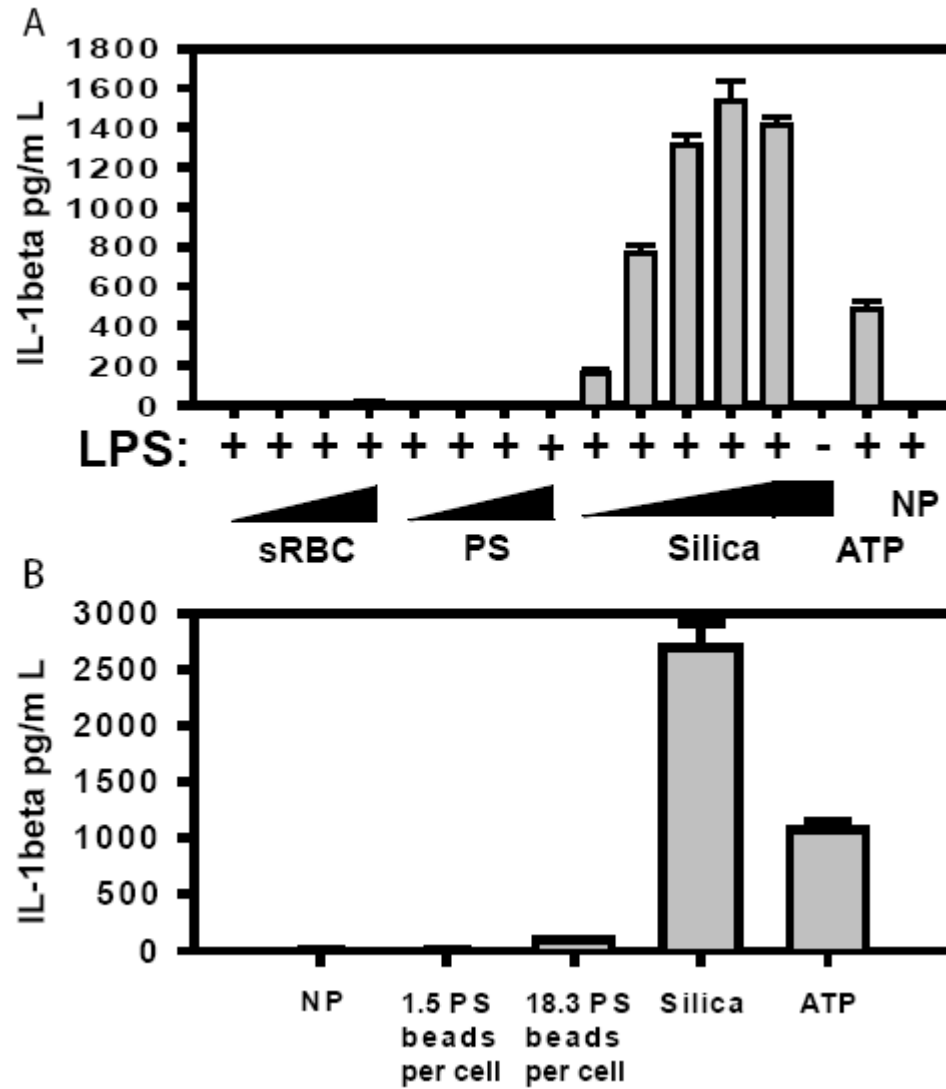 A
IL-1beta pg/m L
1800
1600
1400
1200
1000
800
600
400
200
0
LPS: + + + + + + + + + + + + + - + +
sRBC PS Silica ATP NP
B
IL-1beta pg/m L
3000
2500
2000
1500
1000
500
0
NP
1.5 PS
beads
per cell
18.3 PS
beads
per cell
Silica
ATP